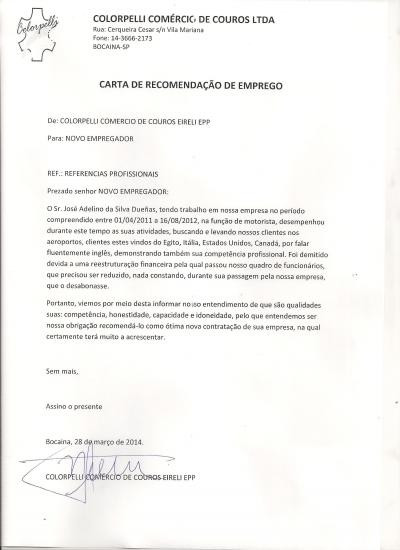 Colorpelli
COLORPELLI COMÉRCIO DE COUROS LTDA
Rua: Cerqueira Cesar s/n Vila Mariana
Fone: 14-3666-2173
BOCAINA-SP
CARTA DE RECOMENDAÇÃO DE EMPREGO
De: COLORPELLI COMERCIO DE COUROS EIRELI EPP
Para: NOVO EMPREGADOR
REF.: REFERENCIAS PROFISSIONAIS
Prezado senhor NOVO EMPREGADOR:
O Sr. José Adelino da Silva Dueñas, tendo trabalho em nossa empresa no período
compreendido entre 01/04/2011 a 16/08/2012, na função de motorista, desempenhou
durante este tempo as suas atividades, buscando e levando nossos clientes nos
aeroportos, clientes estes vindos do Egito, Itália, Estados Unidos, Canadá, por falar
fluentemente inglês, demonstrando também sua competência profissional. Foi demitido
devida a uma reestruturação financeira pela qual passou nosso quadro de funcionários,
que precisou ser reduzido, nada constando, durante sua passagem pela nossa empresa,
que o desabonasse.
Portanto, viemos por meio desta informar nosso entendimento de que são qualidades
suas: competência, honestidade, capacidade e idoneidade, pelo que entendemos ser
nossa obrigação recomendá-lo como ótima nova contratação de sua empresa, na qual
certamente terá muito a acrescentar.
Sem mais,
Assino o presente
Bocaina, 28 de março de 2014.
COLORPELLI COMERCIO DE COUROS EIRELI EPP